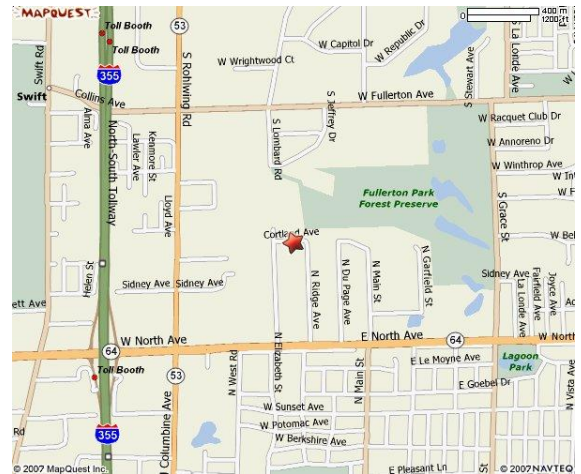 MAPQUEST
400 m
1200 ft
Toll Booth
Toll Booth
355
53
S Rohlwing Rd
W Wrightwood Ct
W Capitol Dr
W Republic Dr
S Stewart Ave
S La Londe Ave
Swift Rd
Swift
Collins Ave
W Fullerton Ave
Alma Ave
Lawler Ave
Kenmore St
Lloyd Ave
North-South Tollway
S Lombard Rd
S Jeffrey Dr
W Racquet Club Dr
W Annoreno Dr
W Winthrop Ave
Fullerton Park
Forest Preserve
S Grace St
Cortland Ave
Helen St
Sidney Ave
Sidney Ave
N Ridge Ave
N Du Page Ave
N Main St
N Garfield St
Sidney Ave
La Londe Ave
Fairfield Ave
Joyce Ave
ett Ave
W North Ave
E North Ave
64
64
W North
Toll Booth
53
N West Rd
N Elizabeth St
N Main St
E Le Moyne Ave
E Goebel Dr
Lagoon
Park
N Vista Ave
W Sunset Ave
W Potomac Ave
W Berkshire Ave
N Columbine Ave
355
E Pleasant Ln
© 2007 MapQuest Inc.
© 2007 NAVTEQ